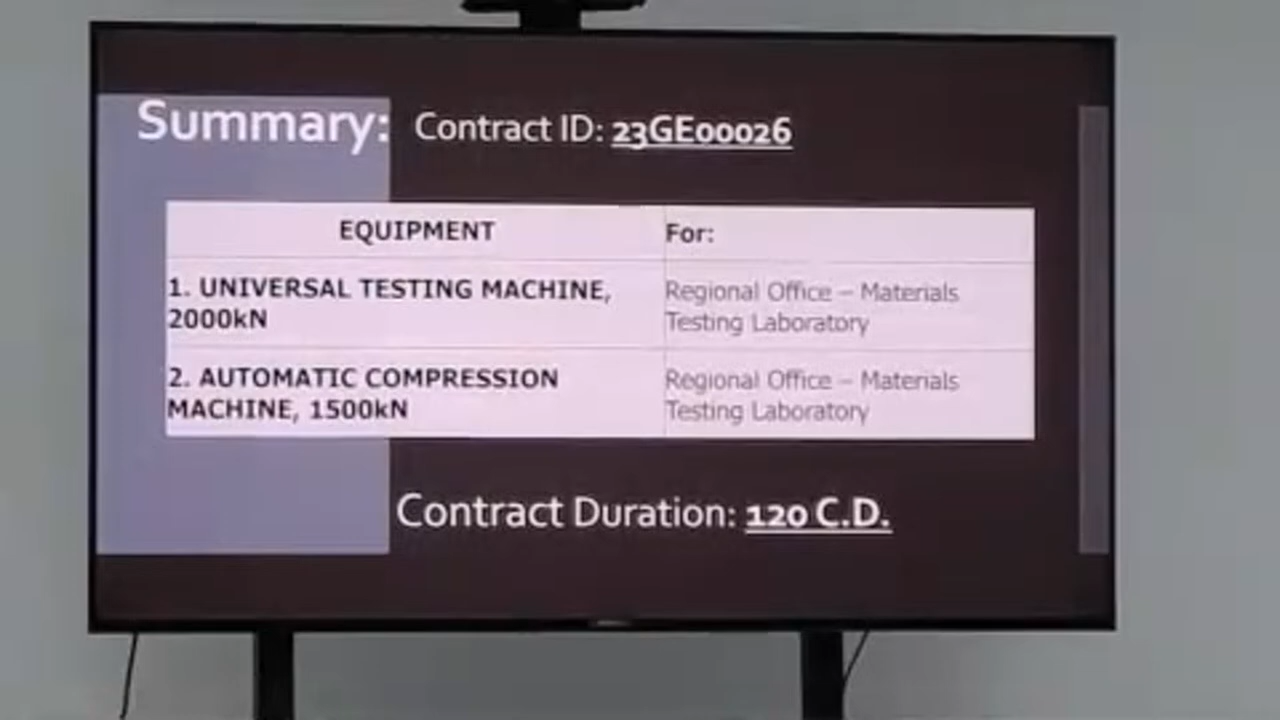 Summary: Contract ID: 23GE00026
EQUIPMENT For:
1. UNIVERSAL TESTING MACHINE, Regional Office – Materials
2000kN Testing Laboratory
2. AUTOMATIC COMPRESSION Regional Office – Materials
MACHINE, 1500kN Testing Laboratory
Contract Duration: 120 C.D.